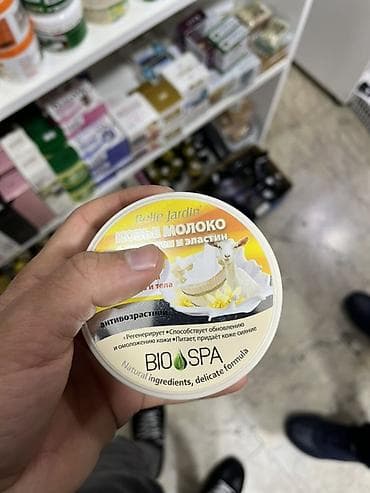 Belle Jardin
МОЛОКО
и эластин
и тела
антивозрастной
•Регенерирует •Способствует обновлению
и омоложению кожи •Питает, придаёт коже сияние
BIO SPA
Natural ingredients, delicate formula